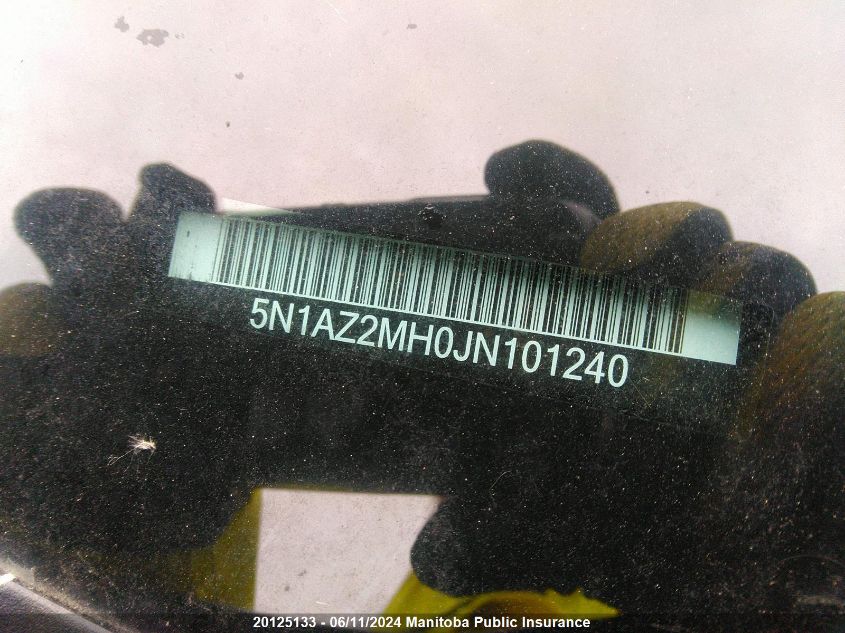 5N1AZ2MH0JN101240
20125133 - 06/11/2024 Manitoba Public Insurance